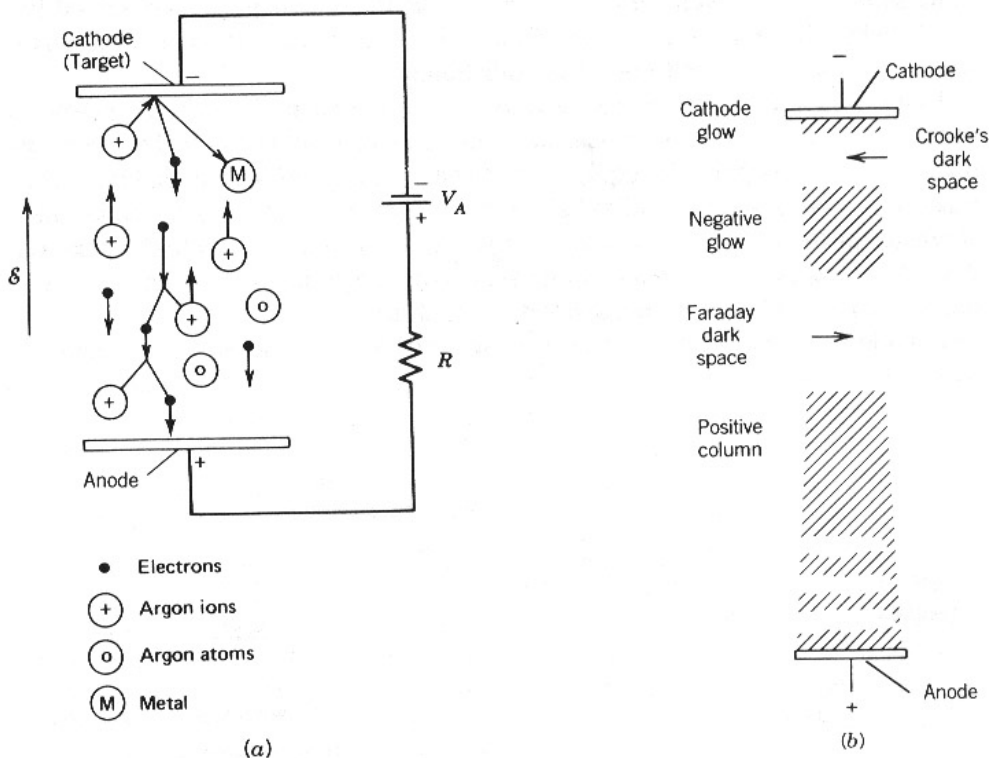 Cathode
(Target)
−
+
M
+
+
ℰ
+
o
o
+
Anode
+
−
V_A
+
R
• Electrons
+ Argon ions
o Argon atoms
M Metal
(a)
−
Cathode
Cathode
glow
Crooke's
dark
space
Negative
glow
Faraday
dark
space
Positive
column
Anode
+
(b)